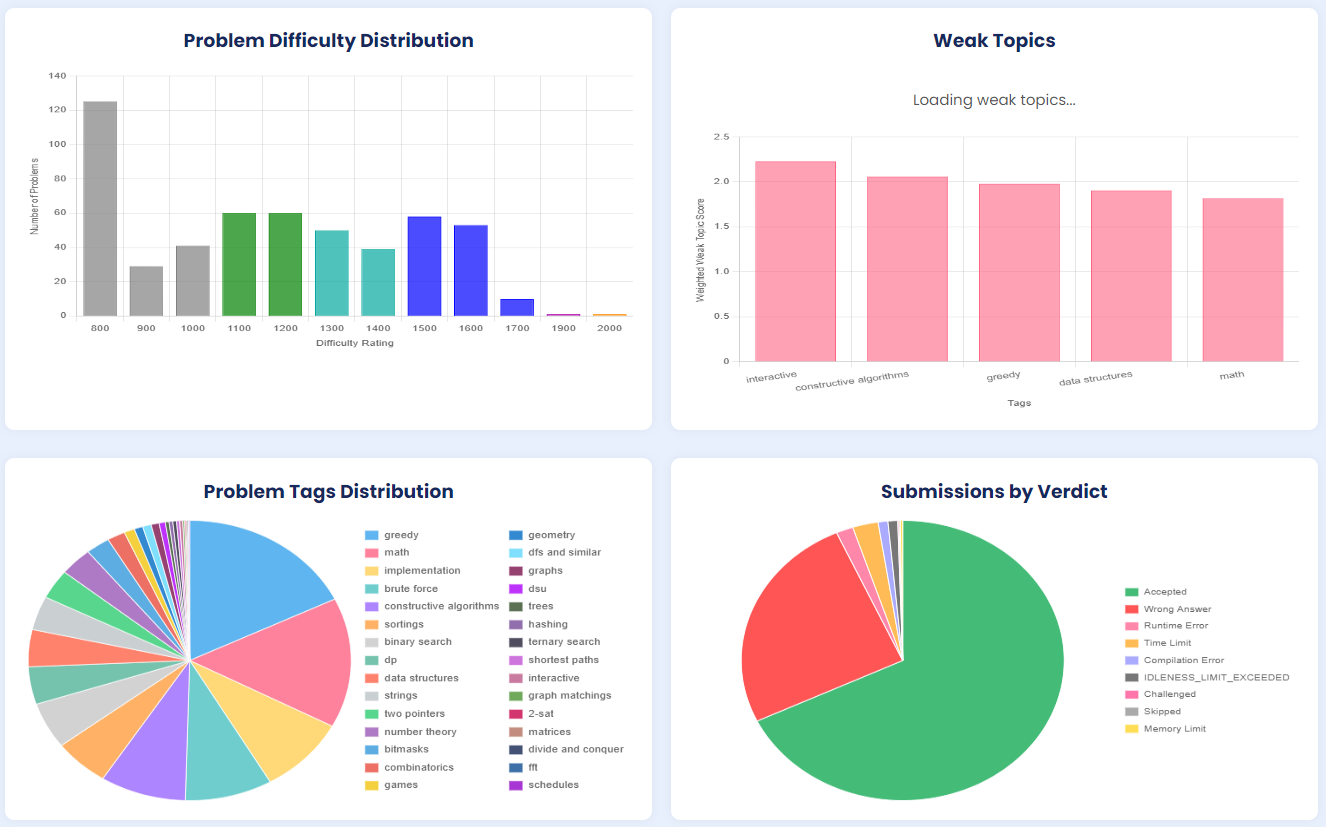 Problem Difficulty Distribution
140
120
100
80
60
40
20
0
Number of Problems
800 900 1000 1100 1200 1300 1400 1500 1600 1700 1900 2000
Difficulty Rating
Weak Topics
Loading weak topics...
2.5
2.0
1.5
1.0
0.5
0
Weighted Weak Topic Score
interactive constructive algorithms greedy data structures math
Tags
Problem Tags Distribution
greedy
math
implementation
brute force
constructive algorithms
sortings
binary search
dp
data structures
strings
two pointers
number theory
bitmasks
combinatorics
games
geometry
dfs and similar
graphs
dsu
trees
hashing
ternary search
shortest paths
interactive
graph matchings
2-sat
matrices
divide and conquer
fft
schedules
Submissions by Verdict
Accepted
Wrong Answer
Runtime Error
Time Limit
Compilation Error
IDLENESS_LIMIT_EXCEEDED
Challenged
Skipped
Memory Limit